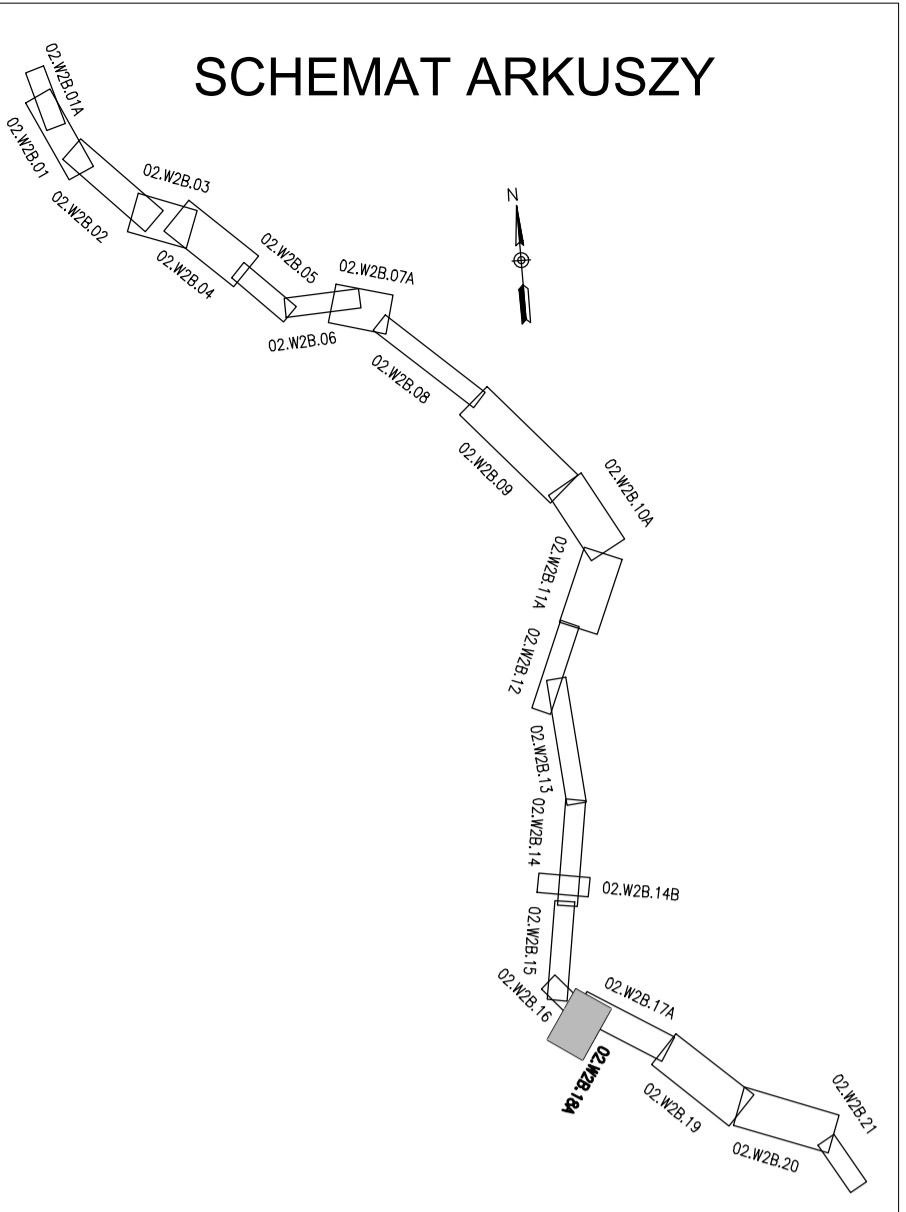 SCHEMAT ARKUSZY
02.W2B.01A
02.W2B.01
02.W2B.02
02.W2B.03
02.W2B.04
02.W2B.05
02.W2B.06
02.W2B.07A
N
02.W2B.08
02.W2B.09
02.W2B.10A
02.W2B.11A
02.W2B.12
02.W2B.13
02.W2B.14
02.W2B.14B
02.W2B.15
02.W2B.16
02.W2B.17A
02.W2B.18A
02.W2B.19
02.W2B.20
02.W2B.21